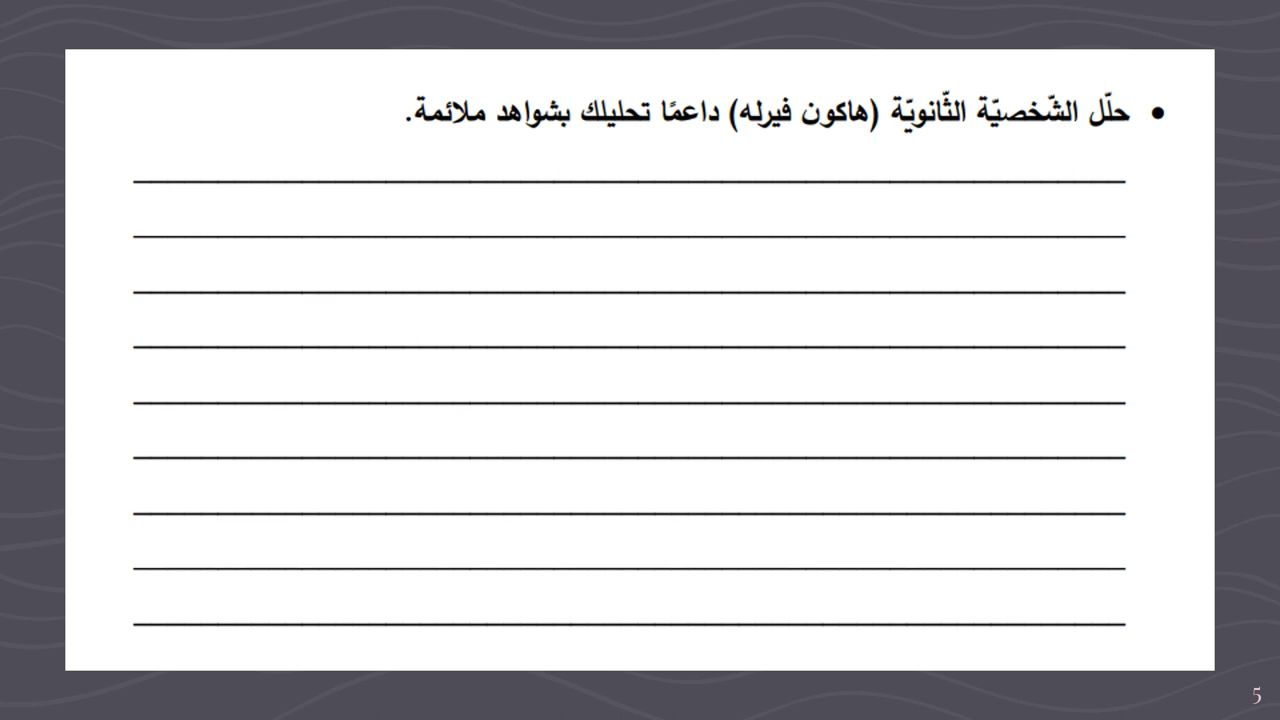 • حلّل الشّخصيّة الثّانويّة (هاكون فيرله) داعمًا تحليلك بشواهد ملائمة.
5